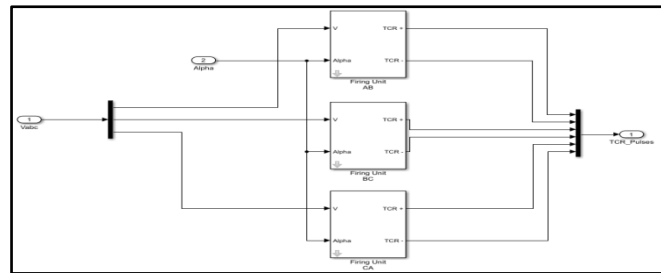 V TCR +
2
Alpha
Alpha TCR -
Firing Unit
AB
1
Vabc
V TCR +
Alpha TCR -
Firing Unit
BC
1
TCR_Pulses
V TCR +
Alpha TCR -
Firing Unit
CA